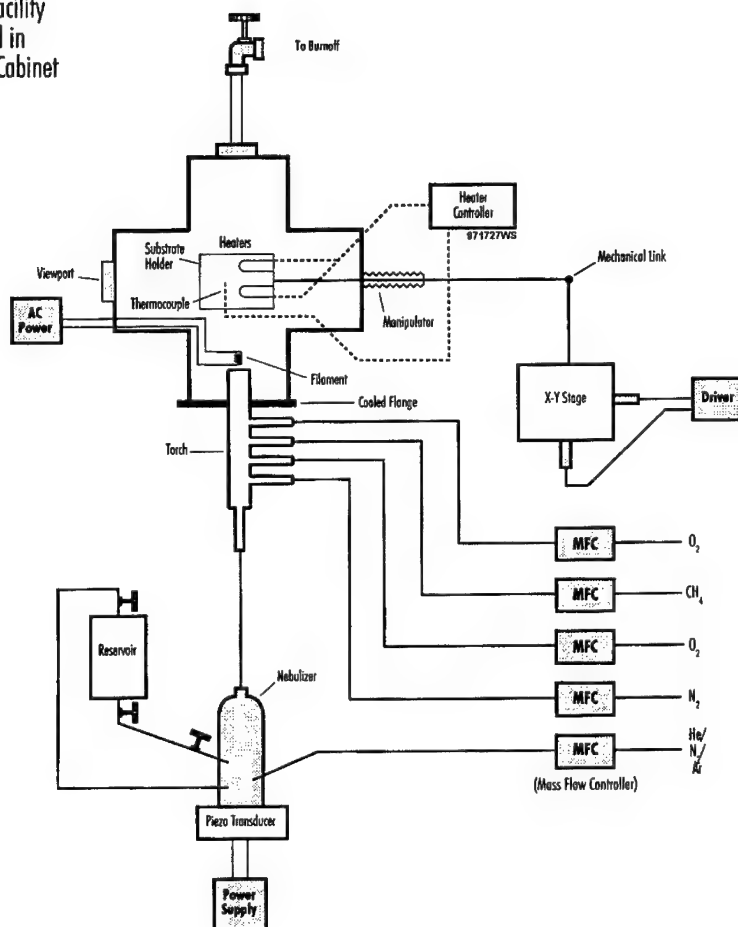 acility
l in
Cabinet
To Burnoff
Heater
Controller
971727WS
Substrate
Holder
Heaters
Mechanical Link
Viewport
Thermocouple
Manipulator
AC
Power
Filament
X-Y Stage
Driver
Cooled Flange
Torch
MFC
O₂
MFC
CH₄
Reservoir
MFC
O₂
Nebulizer
MFC
N₂
MFC
He/
N₂/
Ar
(Mass Flow Controller)
Piezo Transducer
Power
Supply